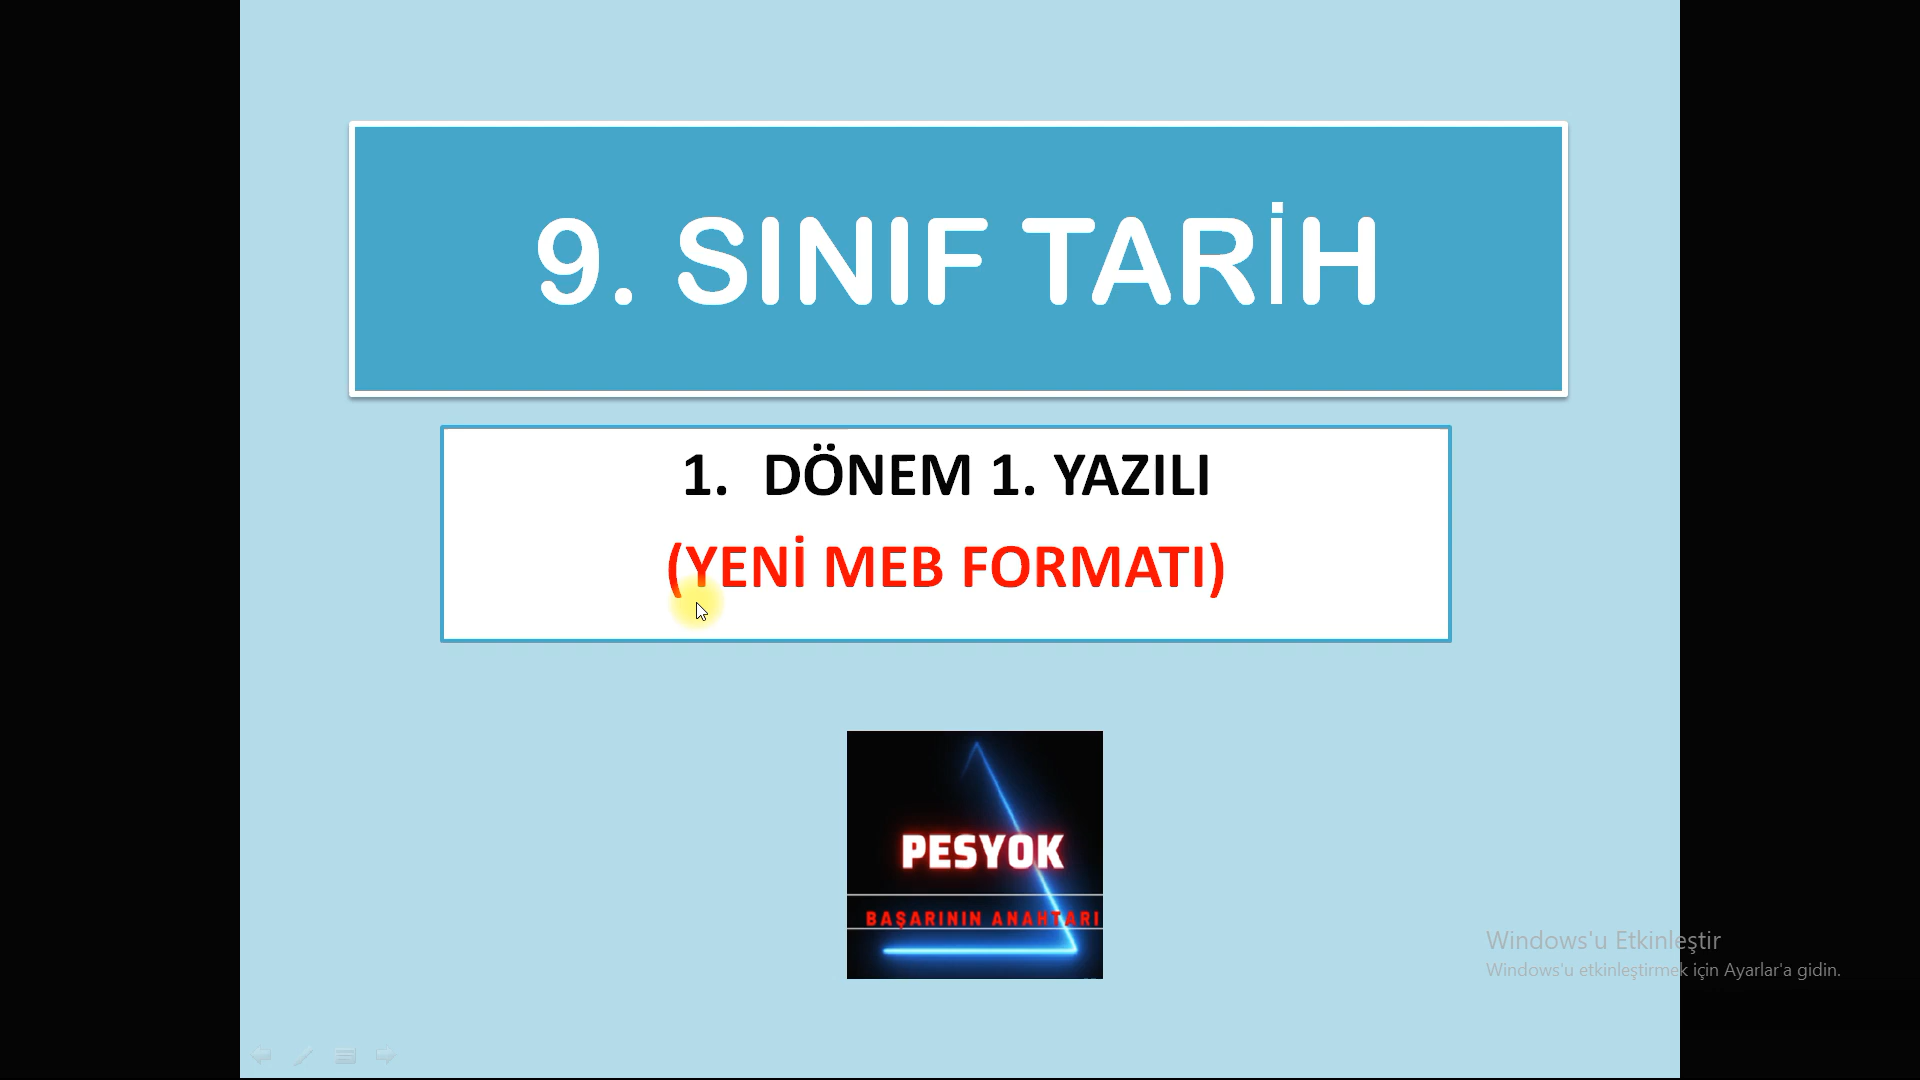 9. SINIF TARİH
1. DÖNEM 1. YAZILI
(YENİ MEB FORMATI)
PESYOK
BAŞARININ ANAHTARI
Windows'u Etkinleştir
Windows'u etkinleştirmek için Ayarlar'a gidin.